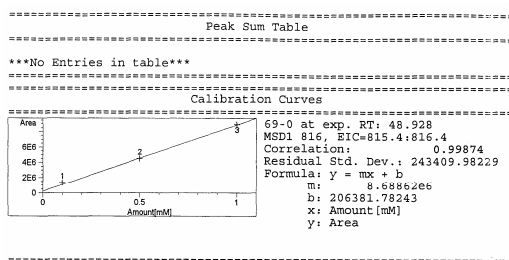 ==========================================================
Peak Sum Table
==========================================================
***No Entries in table***
==========================================================
==========================================================
Calibration Curves
==========================================================
Area
6E6
4E6
2E6
0
1
2
3
0
0.5
1
Amount[mM]
69-0 at exp. RT: 48.928
MSD1 816, EIC=815.4:816.4
Correlation: 0.99874
Residual Std. Dev.: 243409.98229
Formula: y = mx + b
m: 8.68862e6
b: 206381.78243
x: Amount[mM]
y: Area
==========================================================